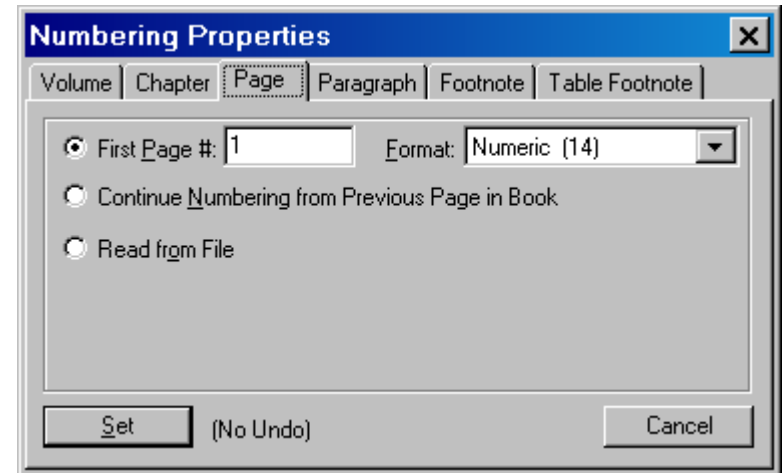 Numbering Properties
Volume Chapter Page Paragraph Footnote Table Footnote
First Page #: 1 Format: Numeric (14)
Continue Numbering from Previous Page in Book
Read from File
Set (No Undo) Cancel